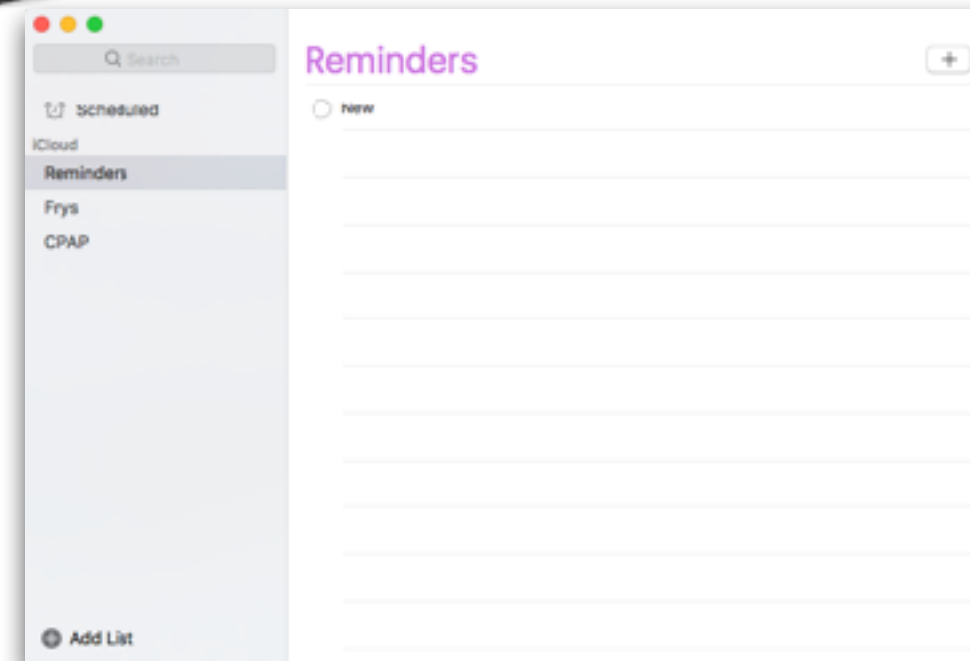 Search
Scheduled
iCloud
Reminders
Frys
CPAP
Add List
Reminders
New